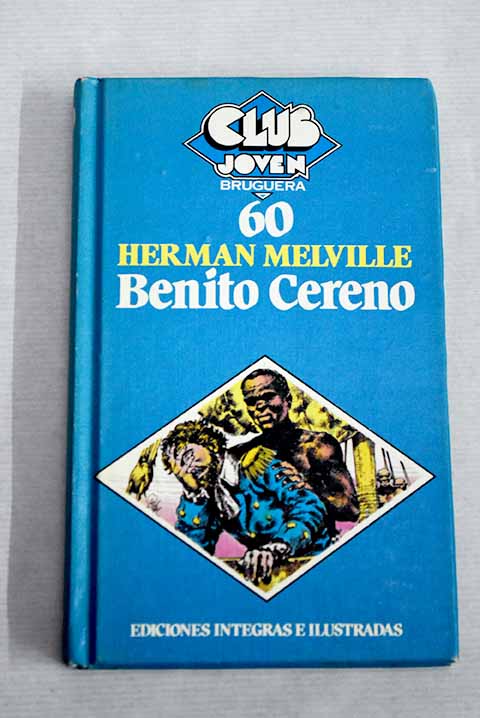 CLUB
JOVEN
BRUGUERA
60
HERMAN MELVILLE
Benito Cereno
EDICIONES INTEGRAS E ILUSTRADAS